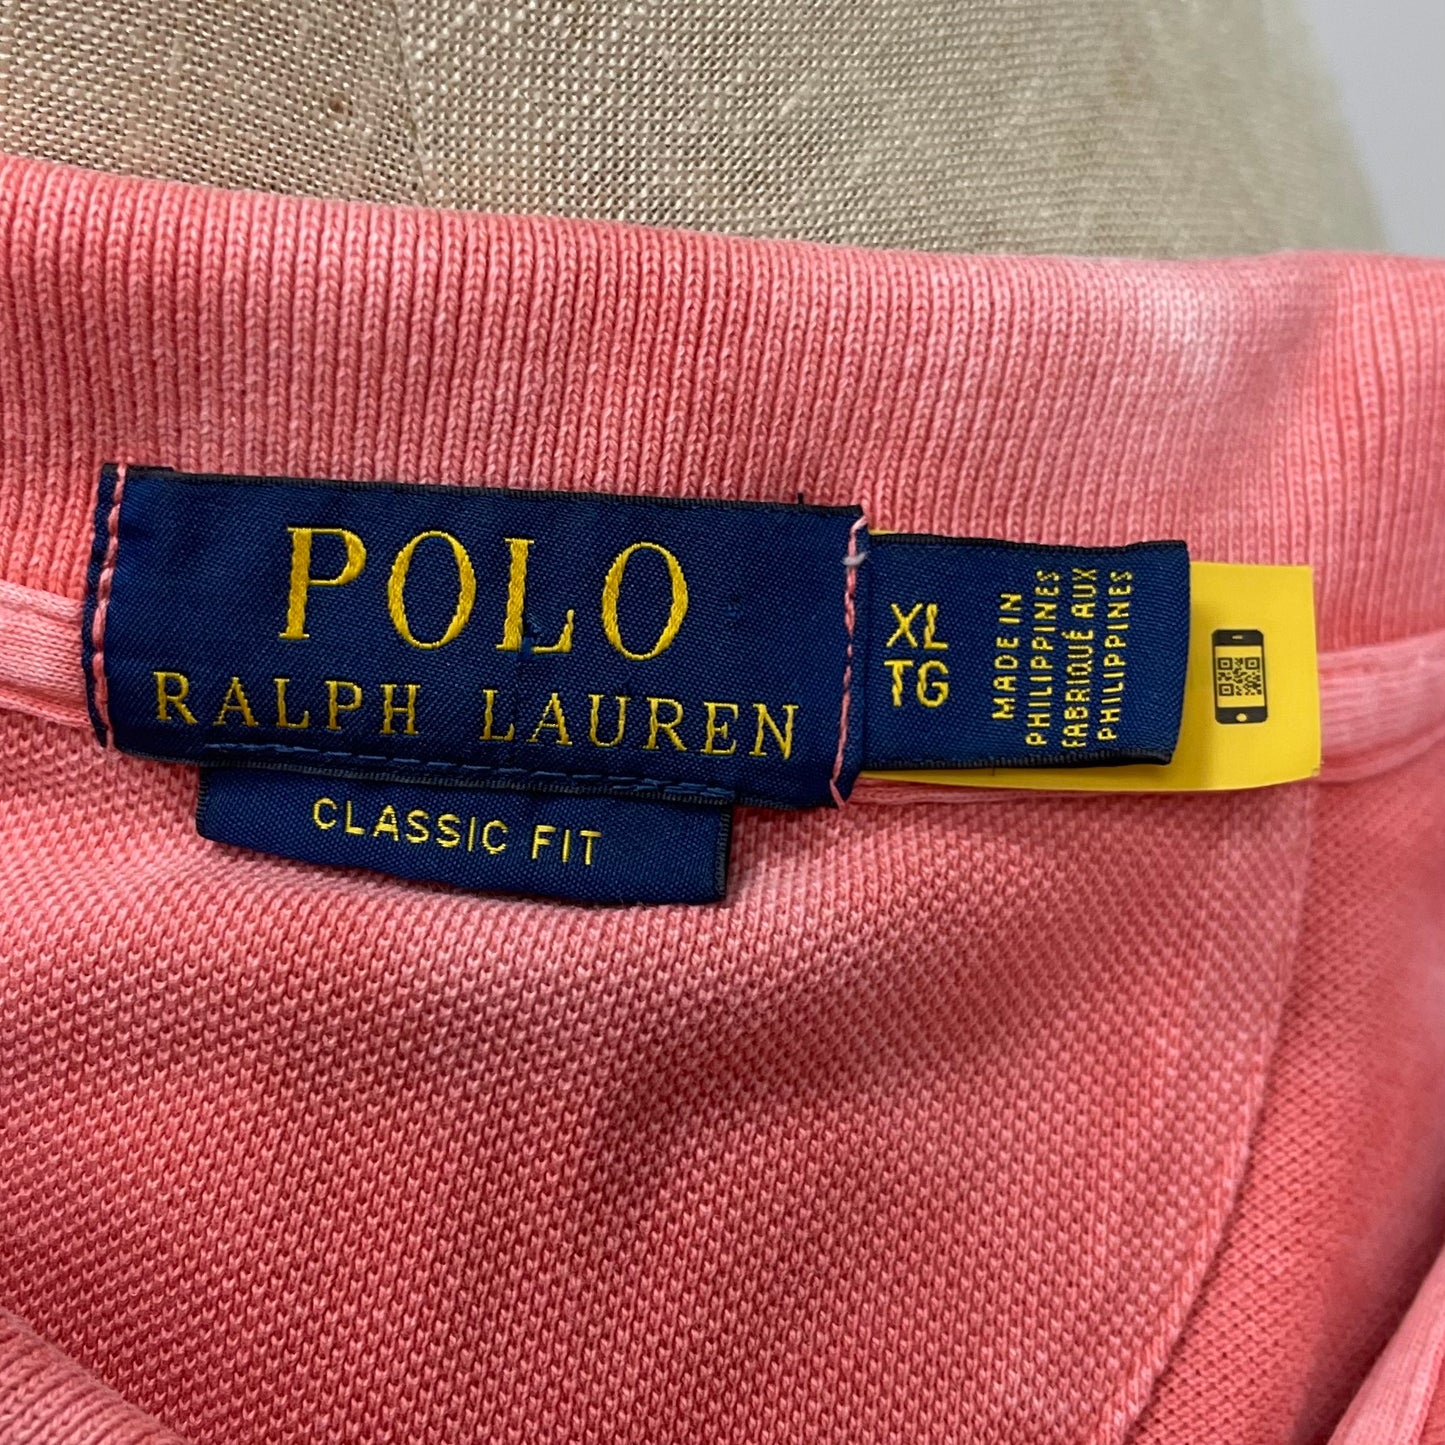 POLO
RALPH LAUREN
CLASSIC FIT
XL
TG
MADE IN
PHILIPPINES
FABRIQUÉ AUX
PHILIPPINES